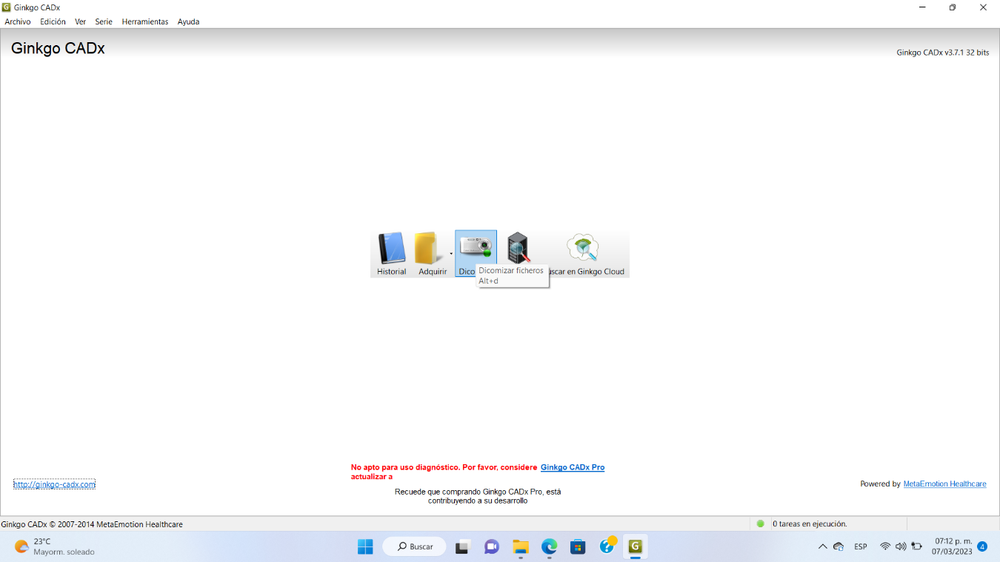 Ginkgo CADx
Archivo Edición Ver Serie Herramientas Ayuda
Ginkgo CADx
Ginkgo CADx v3.7.1 32 bits
Historial Adquirir Dico uscar en Ginkgo Cloud
Dicomizar ficheros
Alt+d
No apto para uso diagnóstico. Por favor, considere Ginkgo CADx Pro
actualizar a
http://ginkgo-cadx.com
Powered by MetaEmotion Healthcare
Recuede que comprando Ginkgo CADx Pro, está
contribuyendo a su desarrollo
Ginkgo CADx © 2007-2014 MetaEmotion Healthcare
0 tareas en ejecución.
23°C
Mayorm. soleado
Buscar
ESP
07:12 p. m.
07/03/2023
4